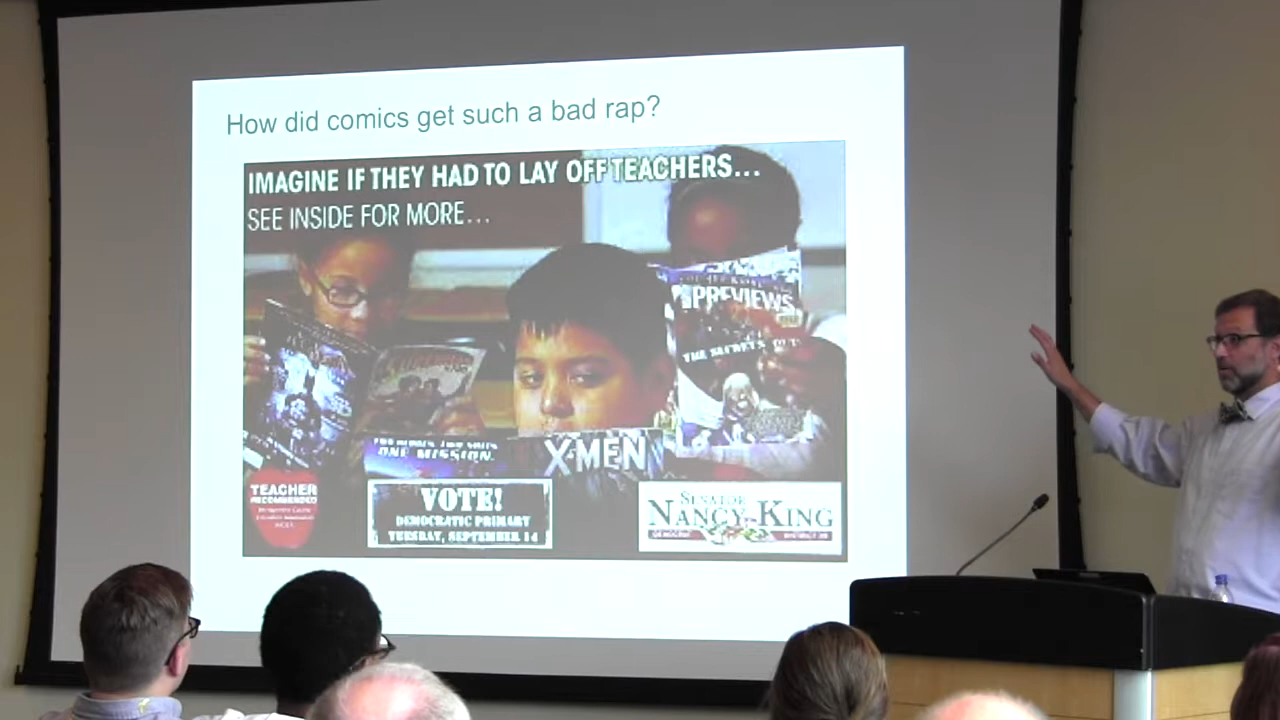 How did comics get such a bad rap?
IMAGINE IF THEY HAD TO LAY OFF TEACHERS...
SEE INSIDE FOR MORE...
PREVIEWS
THE SECRET'S OUT
ONE MISSION.
X-MEN
TEACHER
RECOMMENDED
VOTE!
DEMOCRATIC PRIMARY
TUESDAY, SEPTEMBER 14
SENATOR
NANCY KING